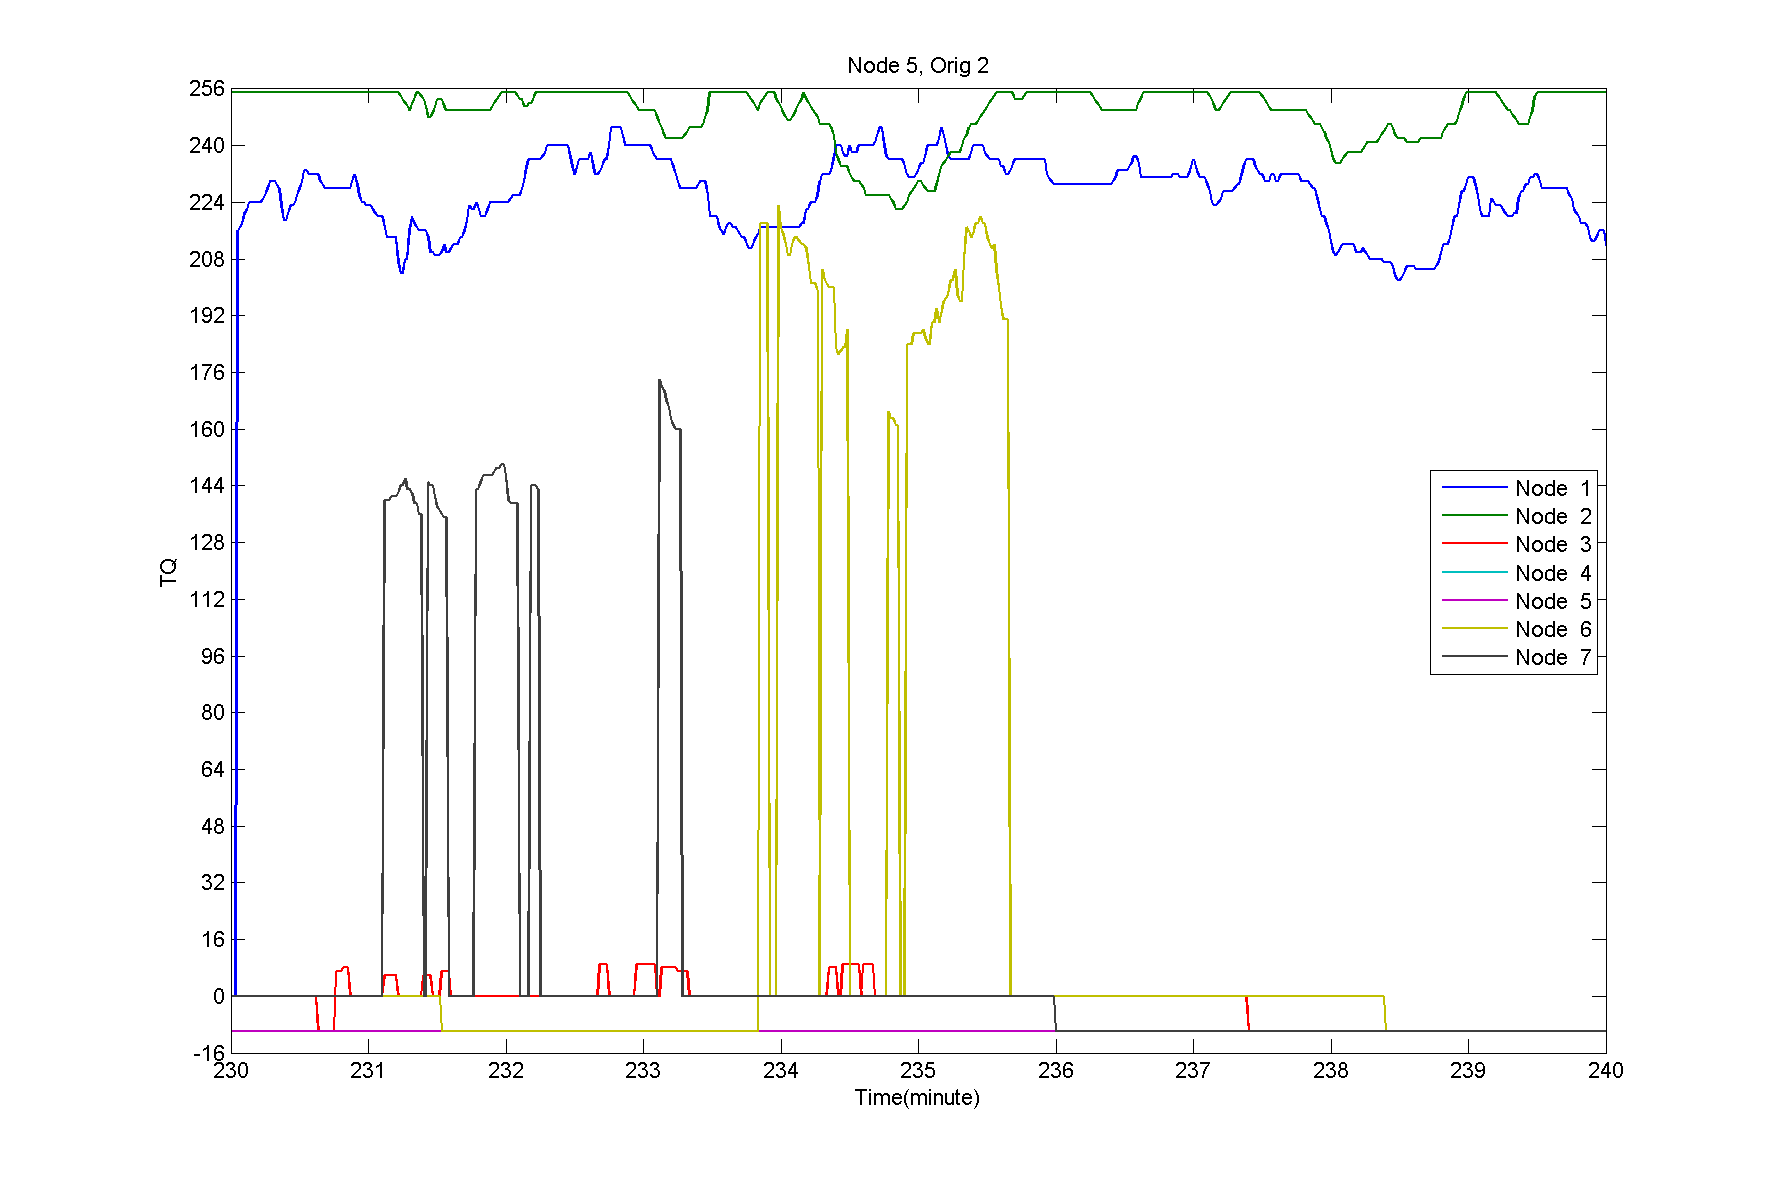 Node 5, Orig 2
256
240
224
208
192
176
160
144
128
112
96
80
64
48
32
16
0
-16
TQ
Node 1
Node 2
Node 3
Node 4
Node 5
Node 6
Node 7
230 231 232 233 234 235 236 237 238 239 240
Time(minute)